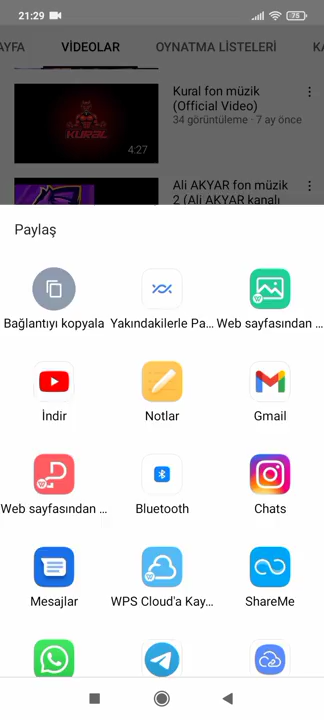 21:29
75
AYFA
VİDEOLAR
OYNATMA LİSTELERİ
KA
Kural fon müzik
(Official Video)
34 görüntüleme · 7 ay önce
KURAL
4:27
Ali AKYAR fon müzik
2 (Ali AKYAR kanalı
Paylaş
Bağlantıyı kopyala
Yakındakilerle Pa...
Web sayfasından ...
İndir
Notlar
Gmail
Web sayfasından ...
Bluetooth
Chats
Mesajlar
WPS Cloud'a Kay...
ShareMe